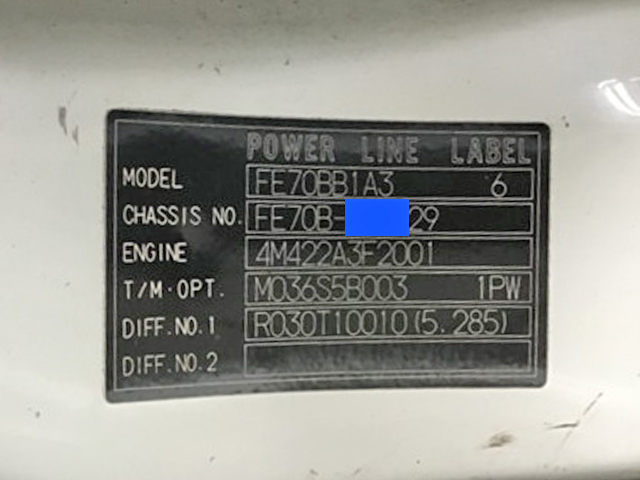 POWER LINE LABEL
MODEL FE70BB1A3 6
CHASSIS NO. FE70B- 29
ENGINE 4M422A3F2001
T/M·OPT. M036S5B003 1PW
DIFF.NO.1 R030T10010(5.285)
DIFF.NO.2